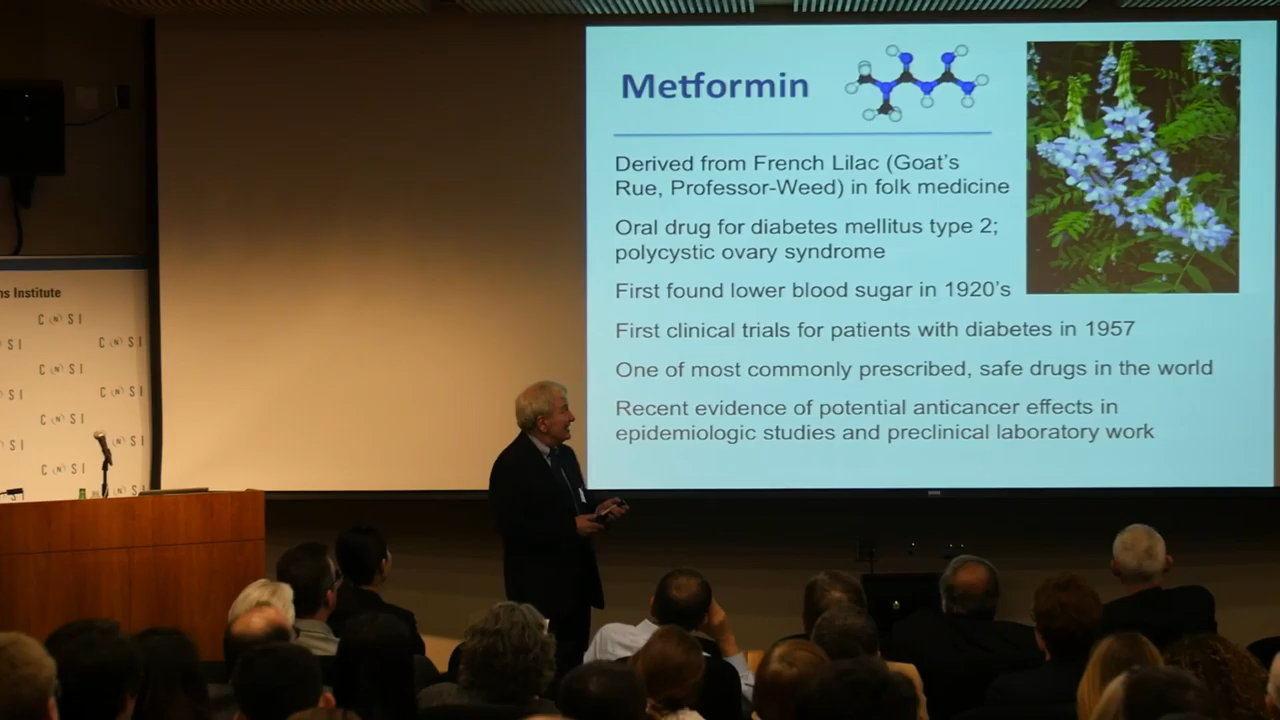 Metformin
Derived from French Lilac (Goat's
Rue, Professor-Weed) in folk medicine
Oral drug for diabetes mellitus type 2;
polycystic ovary syndrome
First found lower blood sugar in 1920's
First clinical trials for patients with diabetes in 1957
One of most commonly prescribed, safe drugs in the world
Recent evidence of potential anticancer effects in
epidemiologic studies and preclinical laboratory work
ns Institute
C (N) S I
S I C (N) S I
C (N) S I
S I C (N) S I
C (N) S I
S I (N) S I
C (N) S I
S I